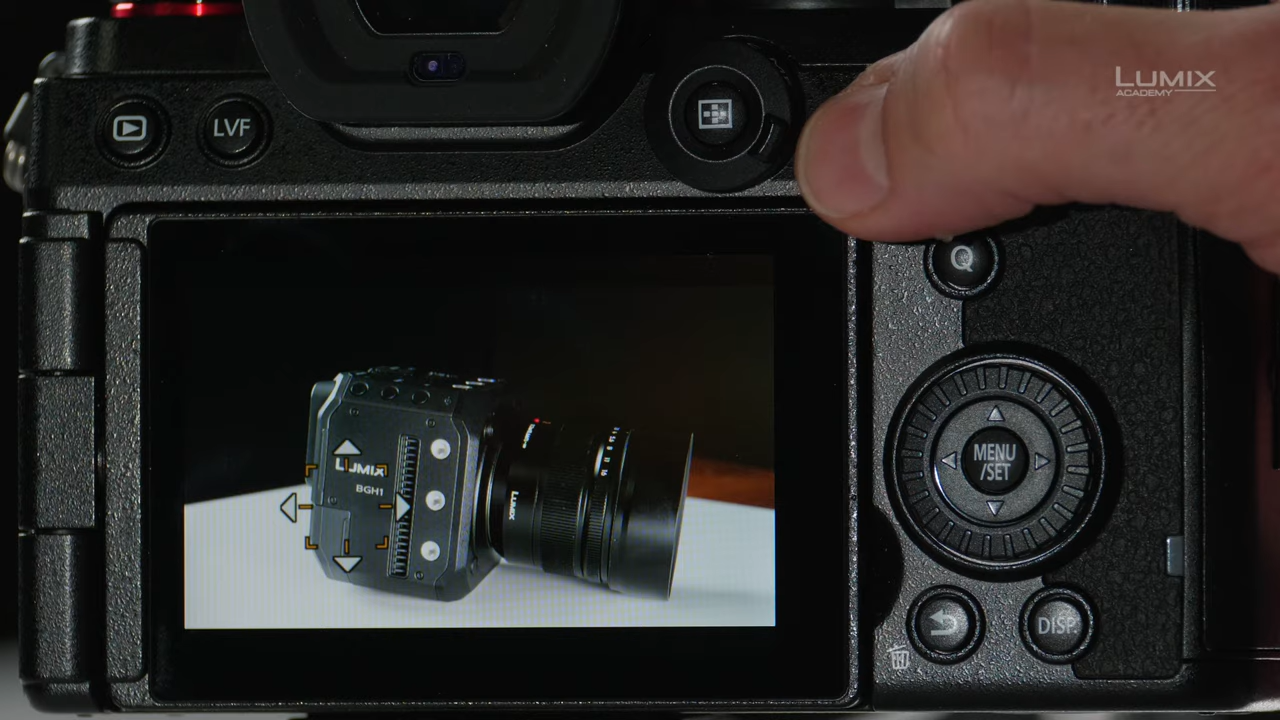 LUMIX
ACADEMY
LVF
Q
LUMIX
BGH1
LUMIX
MENU
/SET
DISP.